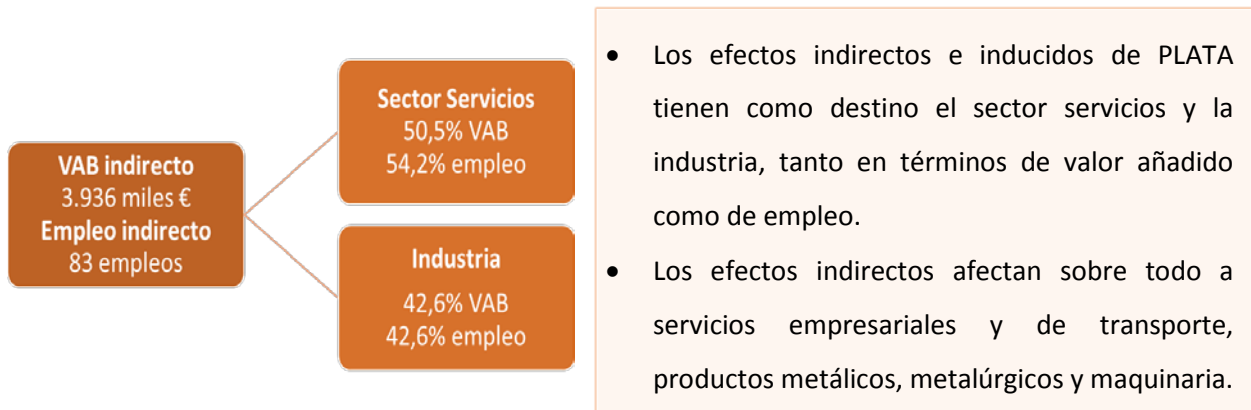 VAB indirecto
3.936 miles €
Empleo indirecto
83 empleos
Sector Servicios
50,5% VAB
54,2% empleo
Industria
42,6% VAB
42,6% empleo
• Los efectos indirectos e inducidos de PLATA
tienen como destino el sector servicios y la
industria, tanto en términos de valor añadido
como de empleo.
• Los efectos indirectos afectan sobre todo a
servicios empresariales y de transporte,
productos metálicos, metalúrgicos y maquinaria.